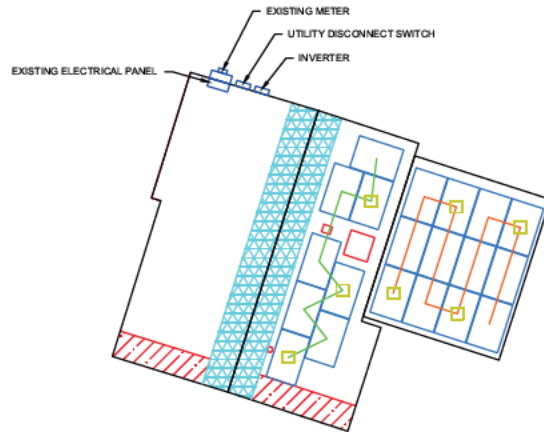 EXISTING METER
UTILITY DISCONNECT SWITCH
INVERTER
EXISTING ELECTRICAL PANEL